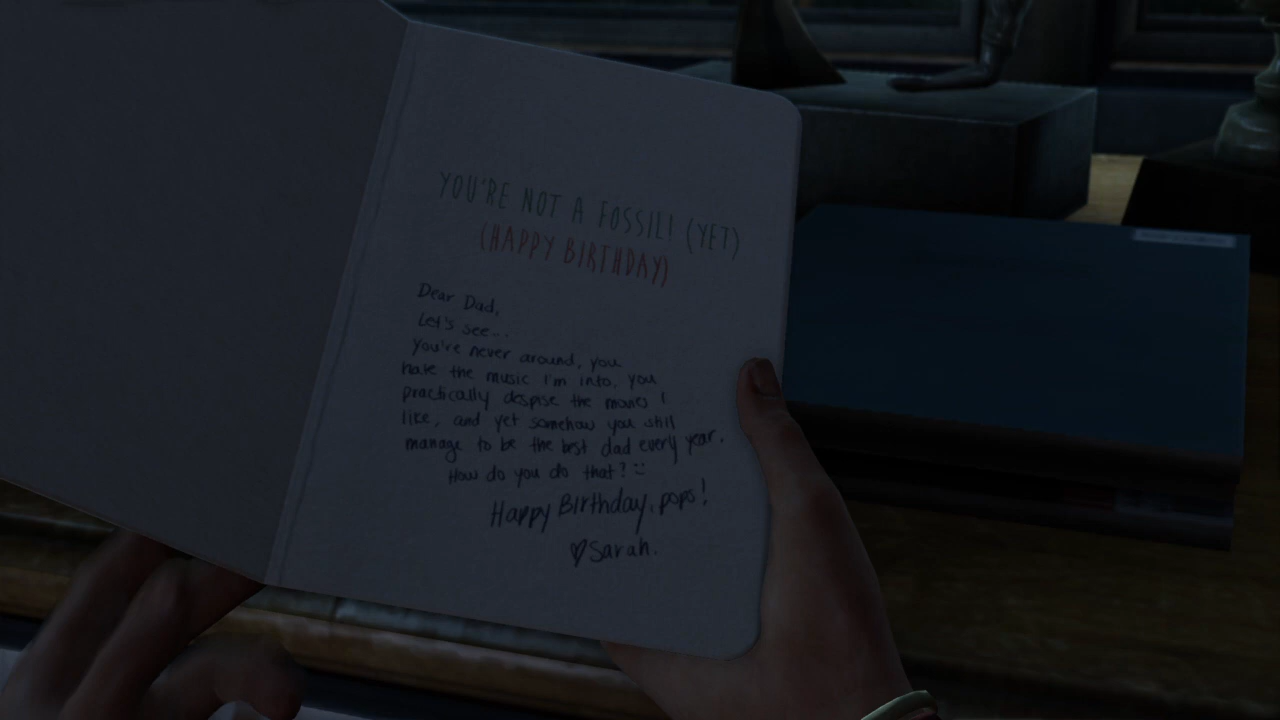 YOU'RE NOT A FOSSIL! (YET)
(HAPPY BIRTHDAY)
Dear Dad,
Let's see...
You're never around, you
hate the music I'm into, you
practically despise the movies I
like, and yet somehow you still
manage to be the best dad every year.
How do you do that? :)
Happy Birthday, pops!
♡Sarah.